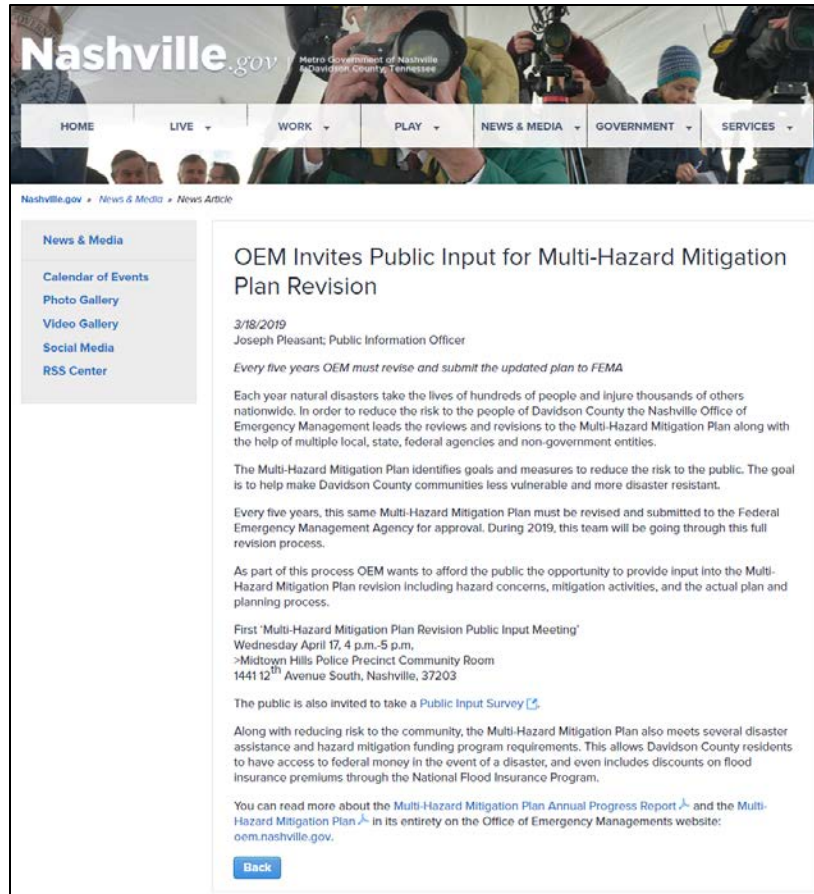 Nashville.gov
Metro Government of Nashville
&Davidson County, Tennessee
HOME
LIVE
WORK
PLAY
NEWS & MEDIA
GOVERNMENT
SERVICES
Nashville.gov » News & Media » News Article
News & Media
Calendar of Events
Photo Gallery
Video Gallery
Social Media
RSS Center
OEM Invites Public Input for Multi-Hazard Mitigation
Plan Revision
3/18/2019
Joseph Pleasant; Public Information Officer
Every five years OEM must revise and submit the updated plan to FEMA
Each year natural disasters take the lives of hundreds of people and injure thousands of others
nationwide. In order to reduce the risk to the people of Davidson County the Nashville Office of
Emergency Management leads the reviews and revisions to the Multi-Hazard Mitigation Plan along with
the help of multiple local, state, federal agencies and non-government entities.
The Multi-Hazard Mitigation Plan identifies goals and measures to reduce the risk to the public. The goal
is to help make Davidson County communities less vulnerable and more disaster resistant.
Every five years, this same Multi-Hazard Mitigation Plan must be revised and submitted to the Federal
Emergency Management Agency for approval. During 2019, this team will be going through this full
revision process.
As part of this process OEM wants to afford the public the opportunity to provide input into the Multi-
Hazard Mitigation Plan revision including hazard concerns, mitigation activities, and the actual plan and
planning process.
First 'Multi-Hazard Mitigation Plan Revision Public Input Meeting'
Wednesday April 17, 4 p.m.-5 p.m,
>Midtown Hills Police Precinct Community Room
1441 12th Avenue South, Nashville, 37203
The public is also invited to take a Public Input Survey.
Along with reducing risk to the community, the Multi-Hazard Mitigation Plan also meets several disaster
assistance and hazard mitigation funding program requirements. This allows Davidson County residents
to have access to federal money in the event of a disaster, and even includes discounts on flood
insurance premiums through the National Flood Insurance Program.
You can read more about the Multi-Hazard Mitigation Plan Annual Progress Report and the Multi-
Hazard Mitigation Plan in its entirety on the Office of Emergency Managements website:
oem.nashville.gov.
Back